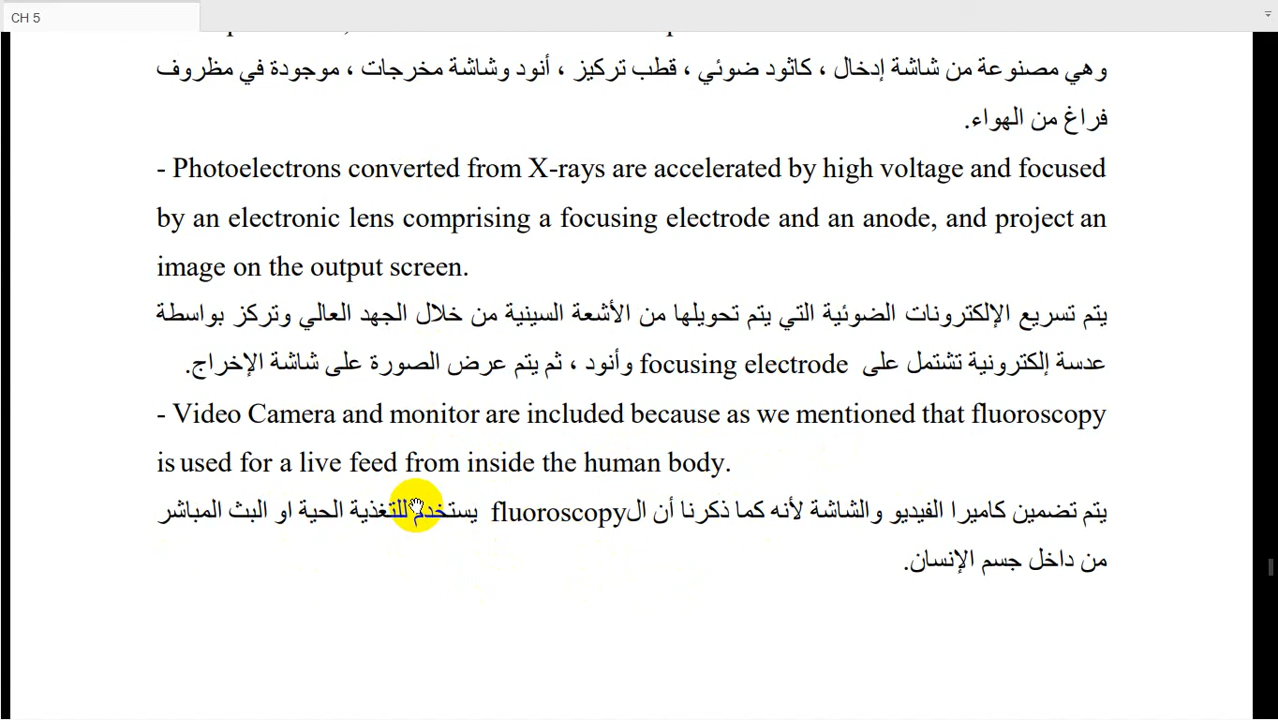 CH 5
وهي مصنوعة من شاشة إدخال ، كاثود ضوئي ، قطب تركيز ، أنود وشاشة مخرجات ، موجودة في مظروف
فراغ من الهواء.
- Photoelectrons converted from X-rays are accelerated by high voltage and focused
by an electronic lens comprising a focusing electrode and an anode, and project an
image on the output screen.
يتم تسريع الإلكترونات الضوئية التي يتم تحويلها من الأشعة السينية من خلال الجهد العالي وتركز بواسطة
عدسة إلكترونية تشتمل على focusing electrode وأنود ، ثم يتم عرض الصورة على شاشة الإخراج.
- Video Camera and monitor are included because as we mentioned that fluoroscopy
is used for a live feed from inside the human body.
يتم تضمين كاميرا الفيديو والشاشة لأنه كما ذكرنا أن الfluoroscopy يستخدم للتغذية الحية او البث المباشر
من داخل جسم الإنسان.